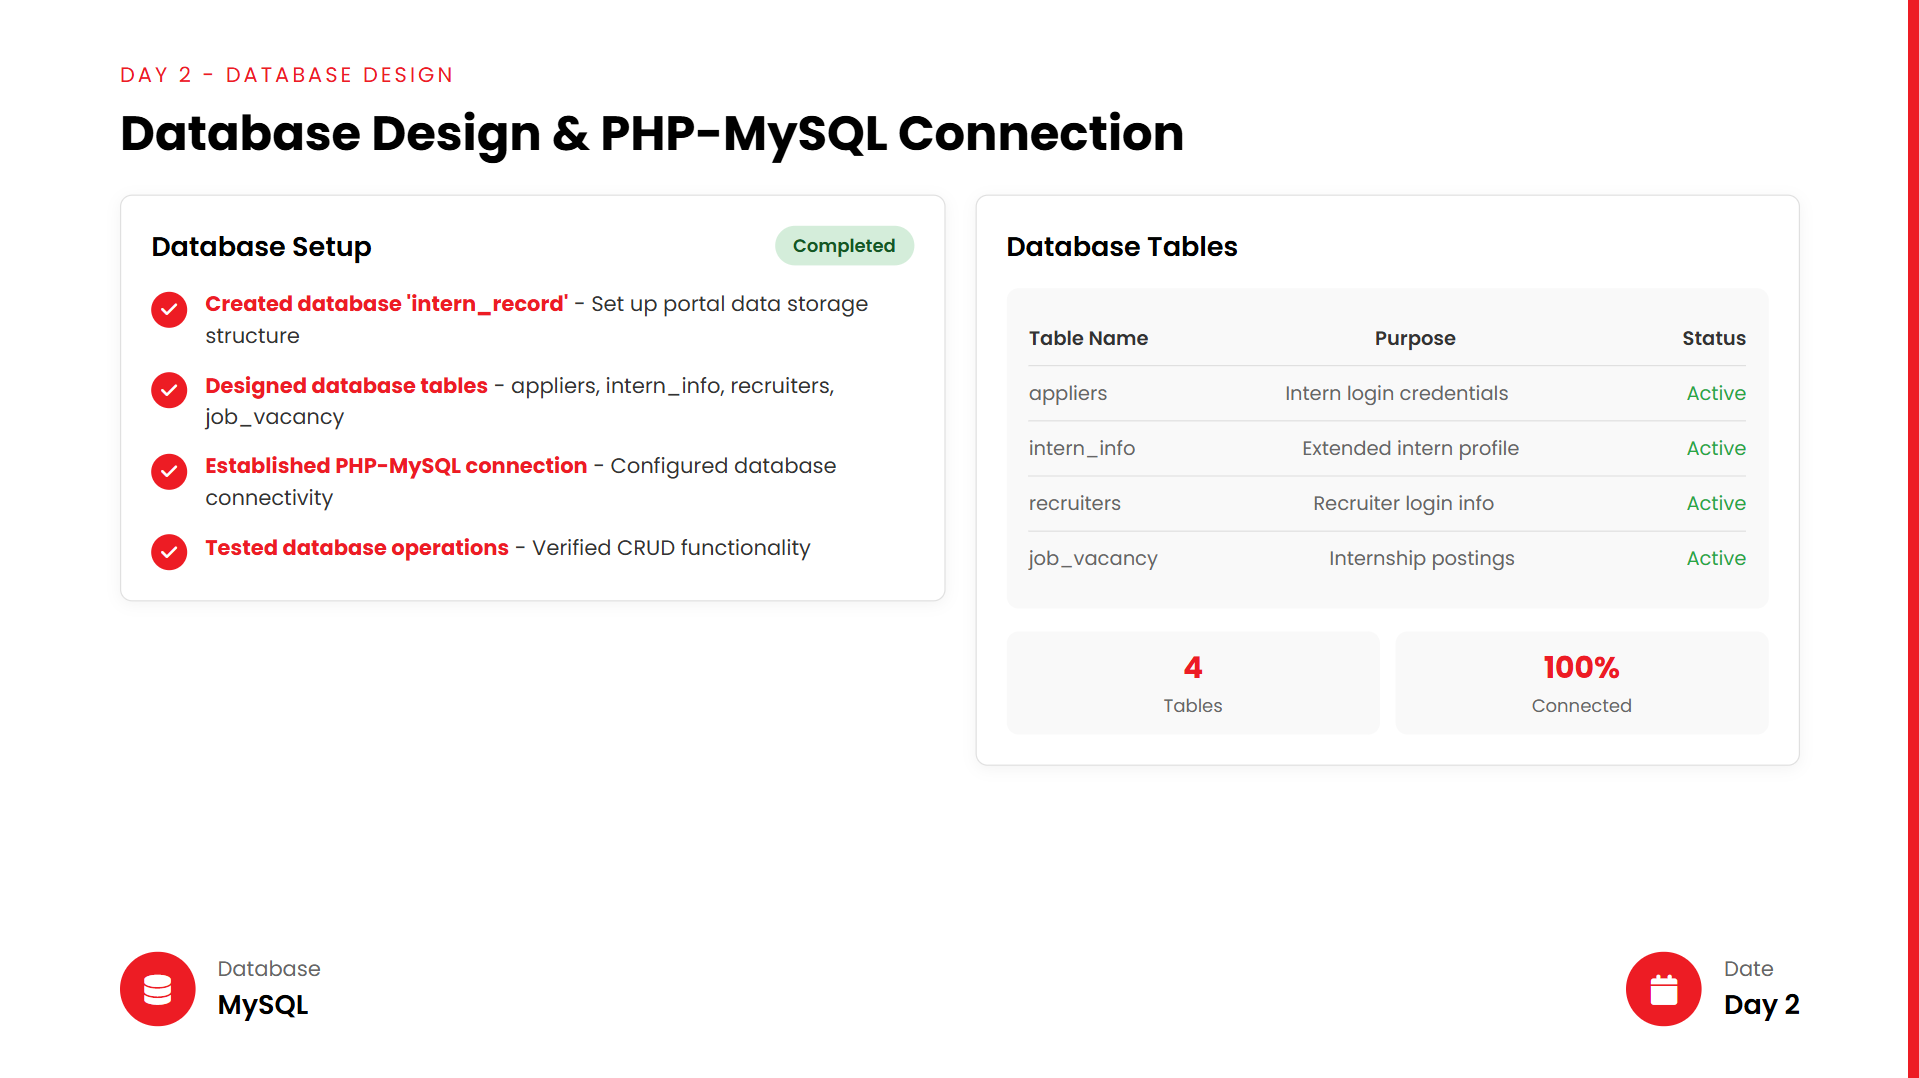 DAY 2 - DATABASE DESIGN
Database Design & PHP-MySQL Connection
Database Setup
Completed
Created database 'intern_record' - Set up portal data storage
structure
Designed database tables - appliers, intern_info, recruiters,
job_vacancy
Established PHP-MySQL connection - Configured database
connectivity
Tested database operations - Verified CRUD functionality
Database Tables
Table Name Purpose Status
appliers Intern login credentials Active
intern_info Extended intern profile Active
recruiters Recruiter login info Active
job_vacancy Internship postings Active
4
Tables
100%
Connected
Database
MySQL
Date
Day 2